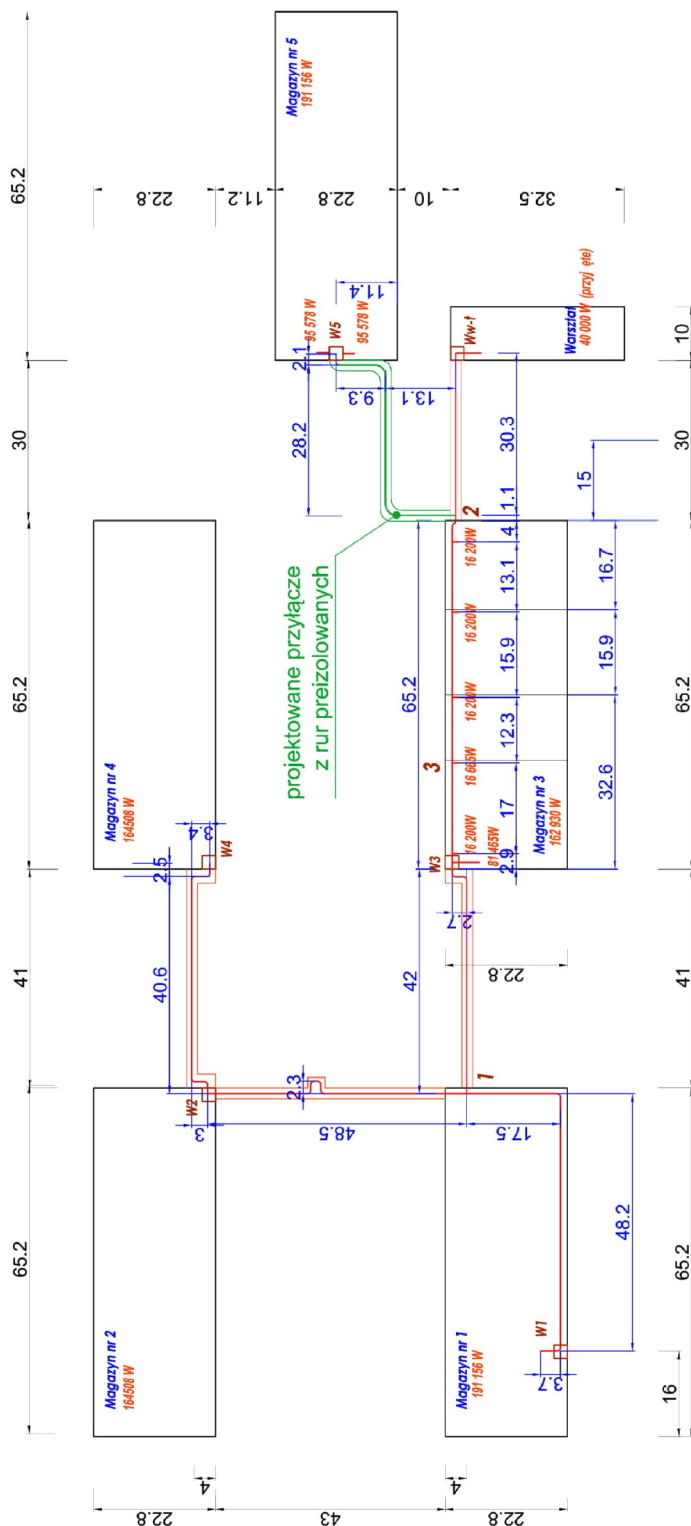 65.2
30
65.2
41
65.2
22.8
11.2
22.8
10
32.5
Magazyn nr 5
191 156 W
11.4
95 578 W
W5
95 578 W
2.1
28.2
9.3
13.1
Ww-t
Warsztat
40 000 W (przyjęte)
10
30
30.3
15
1.1
2
4
projektowane przyłącze
z rur preizolowanych
65.2
16 200W
16 200W
16 200W
16 665W
16 200W
81 465W
13.1
15.9
12.3
17
2.9
16.7
15.9
32.6
65.2
3
Magazyn nr 3
162 930 W
W3
Magazyn nr 4
164508 W
3.4
W4
2.5
40.6
42
2.7
22.8
41
1
2.3
W2
3
48.5
17.5
48.2
Magazyn nr 2
164508 W
Magazyn nr 1
191 156 W
W1
3.7
16
65.2
4
4
22.8
43
22.8